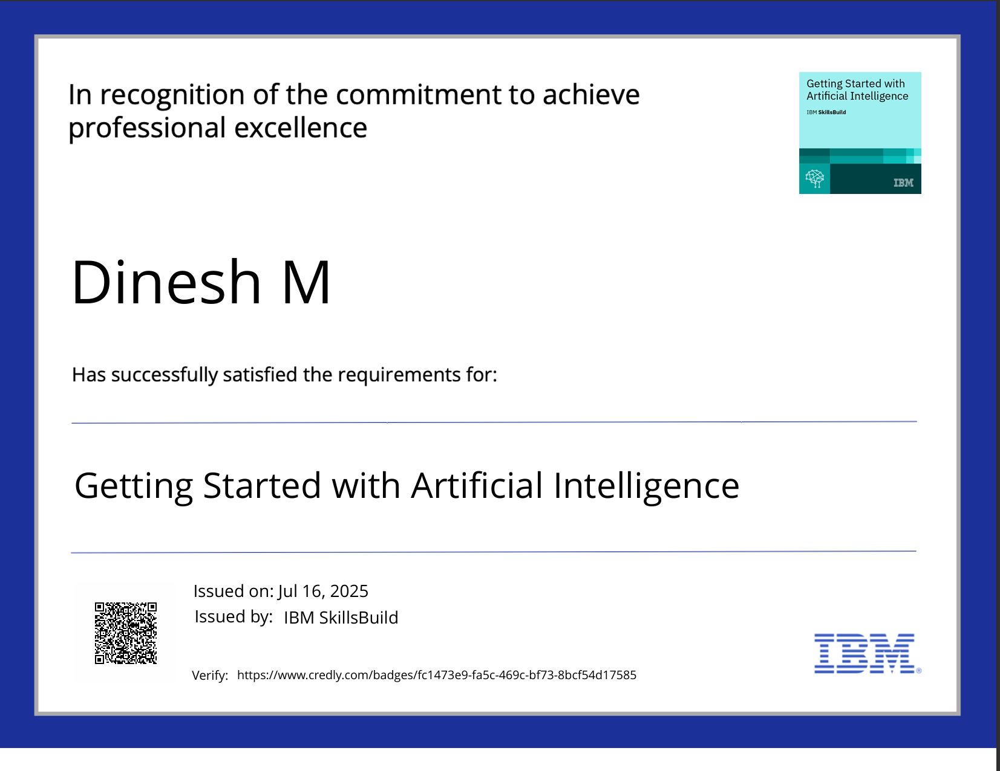 In recognition of the commitment to achieve
professional excellence
Getting Started with
Artificial Intelligence
IBM SkillsBuild
IBM
Dinesh M
Has successfully satisfied the requirements for:
Getting Started with Artificial Intelligence
Issued on: Jul 16, 2025
Issued by: IBM SkillsBuild
Verify: https://www.credly.com/badges/fc1473e9-fa5c-469c-bf73-8bcf54d17585
IBM®